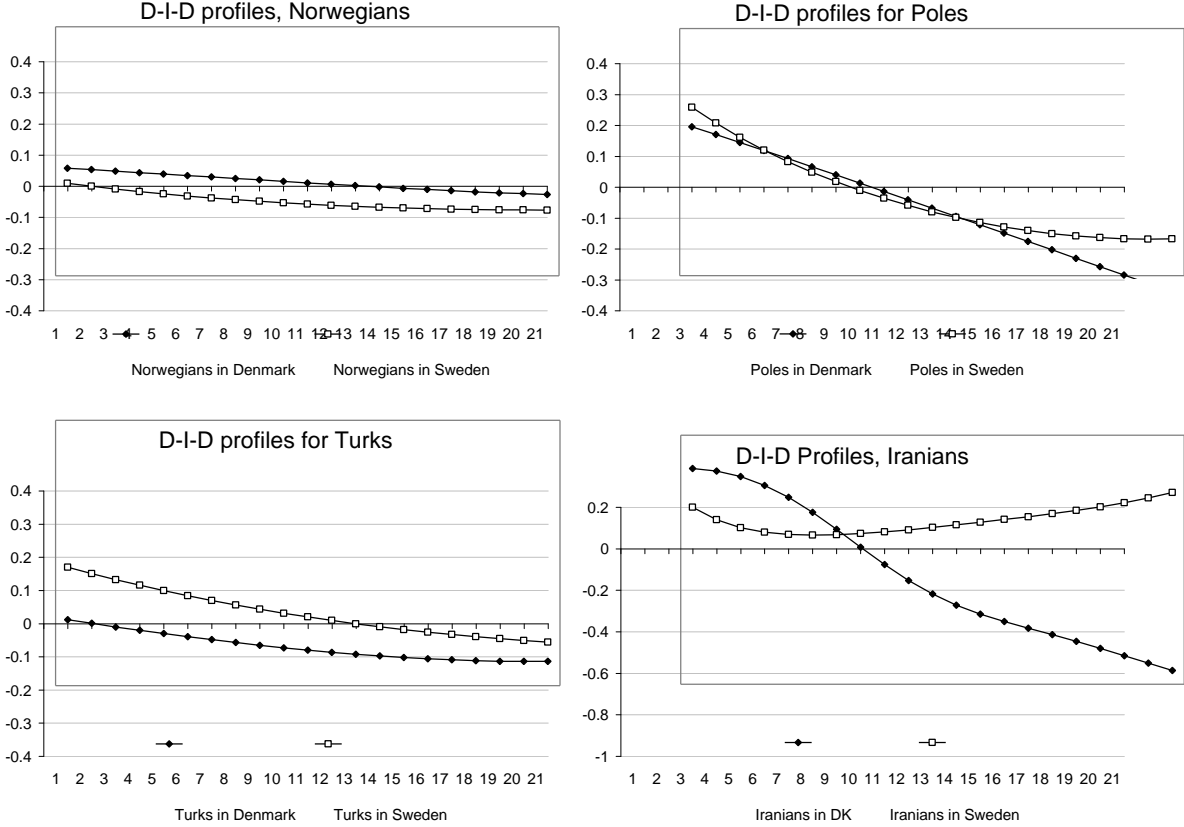 D-I-D profiles, Norwegians
0.4
0.3
0.2
0.1
0
-0.1
-0.2
-0.3
-0.4
1 2 3 4 5 6 7 8 9 10 11 12 13 14 15 16 17 18 19 20 21
Norwegians in Denmark Norwegians in Sweden
D-I-D profiles for Poles
0.4
0.3
0.2
0.1
0
-0.1
-0.2
-0.3
-0.4
1 2 3 4 5 6 7 8 9 10 11 12 13 14 15 16 17 18 19 20 21
Poles in Denmark Poles in Sweden
D-I-D profiles for Turks
0.4
0.3
0.2
0.1
0
-0.1
-0.2
-0.3
-0.4
1 2 3 4 5 6 7 8 9 10 11 12 13 14 15 16 17 18 19 20 21
Turks in Denmark Turks in Sweden
D-I-D Profiles, Iranians
0.2
0
-0.2
-0.4
-0.6
-0.8
-1
1 2 3 4 5 6 7 8 9 10 11 12 13 14 15 16 17 18 19 20 21
Iranians in DK Iranians in Sweden